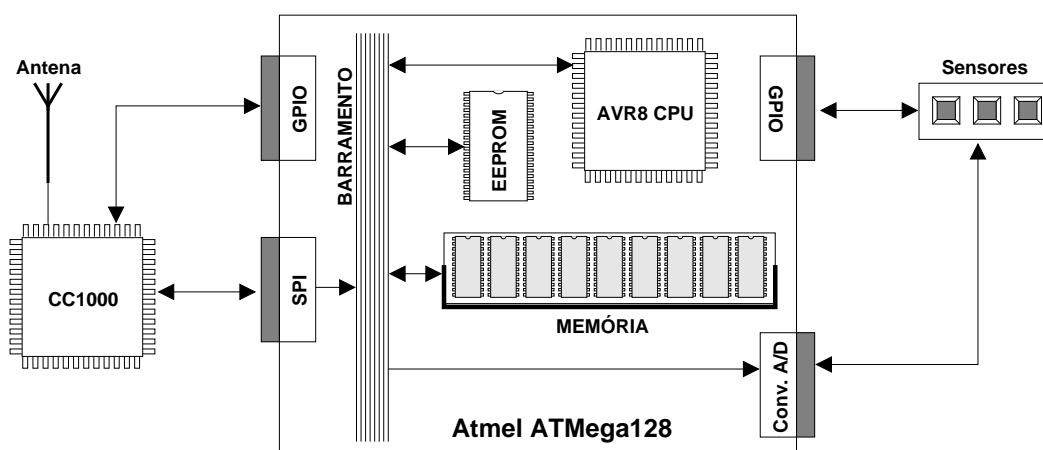 Antena
GPIO
BARRAMENTO
EEPROM
AVR8 CPU
GPIO
Sensores
CC1000
SPI
MEMÓRIA
Conv. A/D
Atmel ATMega128